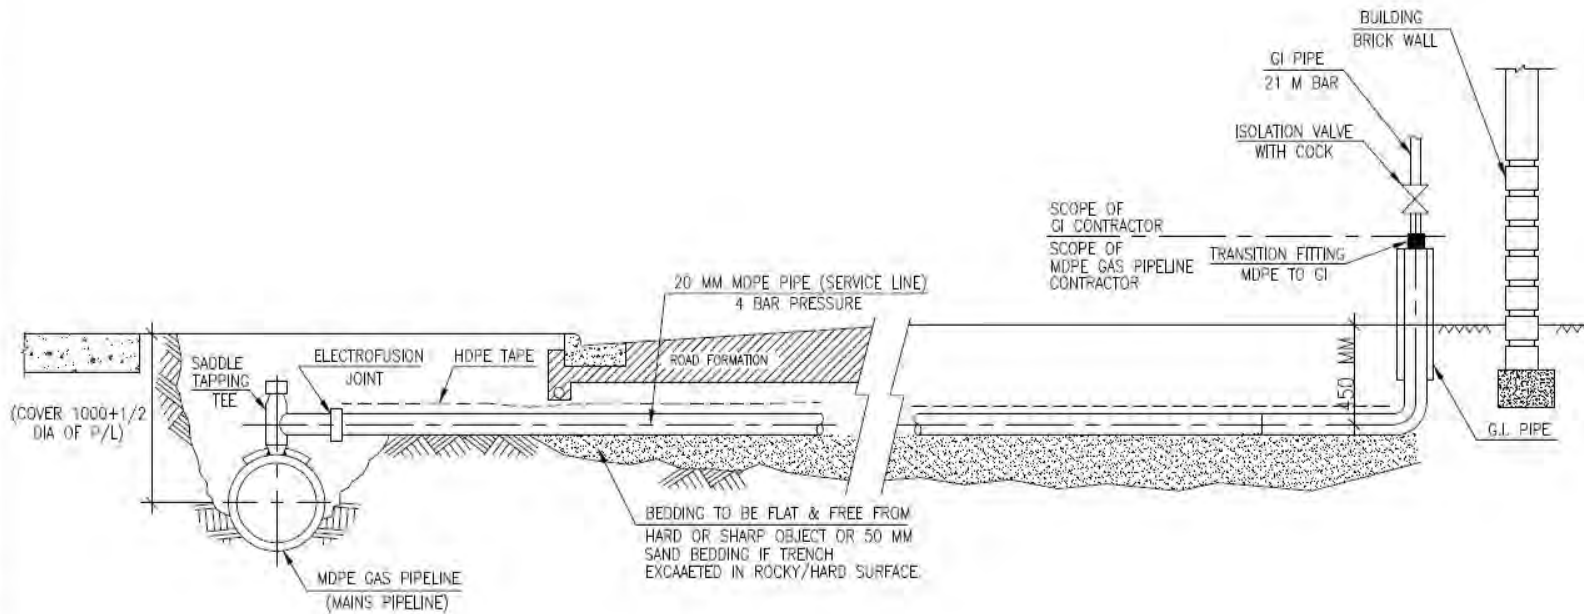 BUILDING
BRICK WALL
GI PIPE
21 M BAR
ISOLATION VALVE
WITH COCK
SCOPE OF
GI CONTRACTOR
SCOPE OF
MDPE GAS PIPELINE
CONTRACTOR
TRANSITION FITTING
MDPE TO GI
20 MM MDPE PIPE (SERVICE LINE)
4 BAR PRESSURE
SADDLE
TAPPING
TEE
ELECTROFUSION
JOINT
HDPE TAPE
ROAD FORMATION
450 MM
(COVER 1000+1/2
DIA OF P/L)
G.I. PIPE
BEDDING TO BE FLAT & FREE FROM
HARD OR SHARP OBJECT OR 50 MM
SAND BEDDING IF TRENCH
EXCAAETED IN ROCKY/HARD SURFACE.
MDPE GAS PIPELINE
(MAINS PIPELINE)